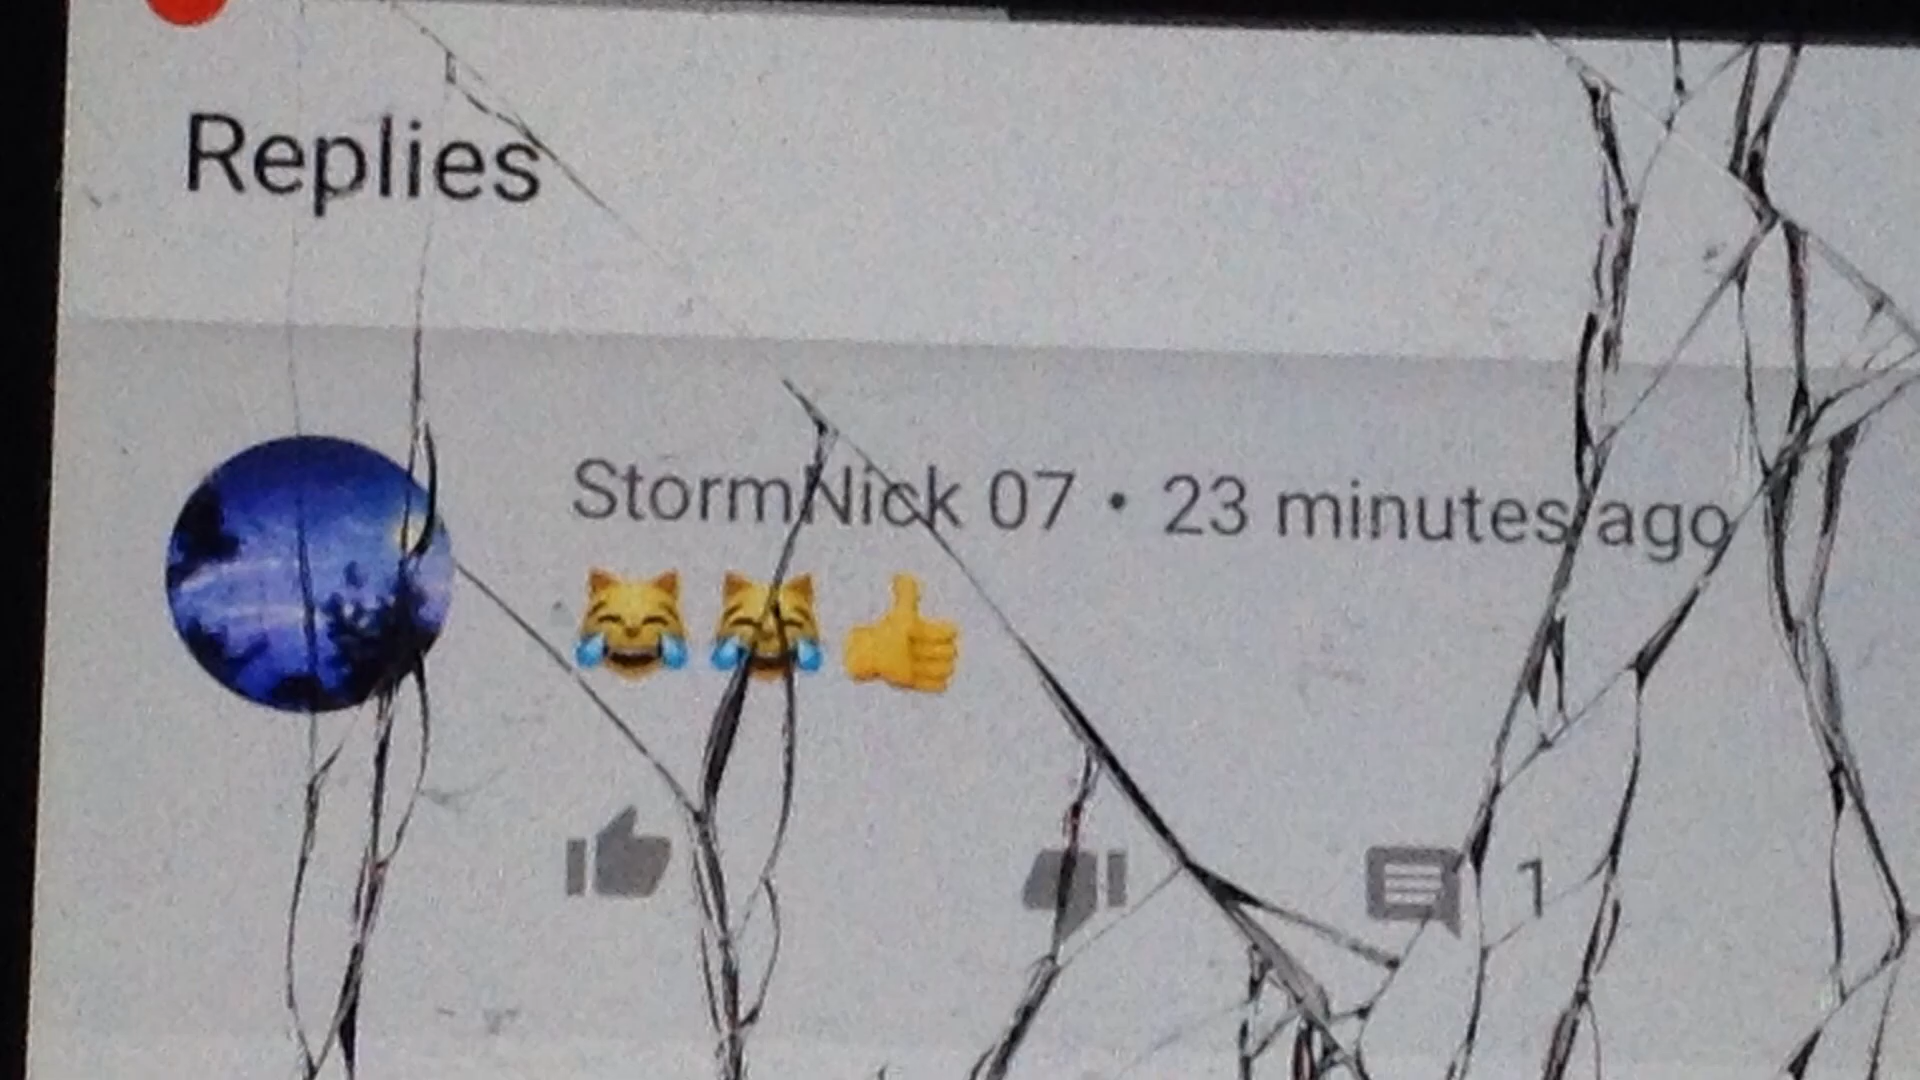 Replies
StormNick 07 • 23 minutes ago
😹😹👍
1